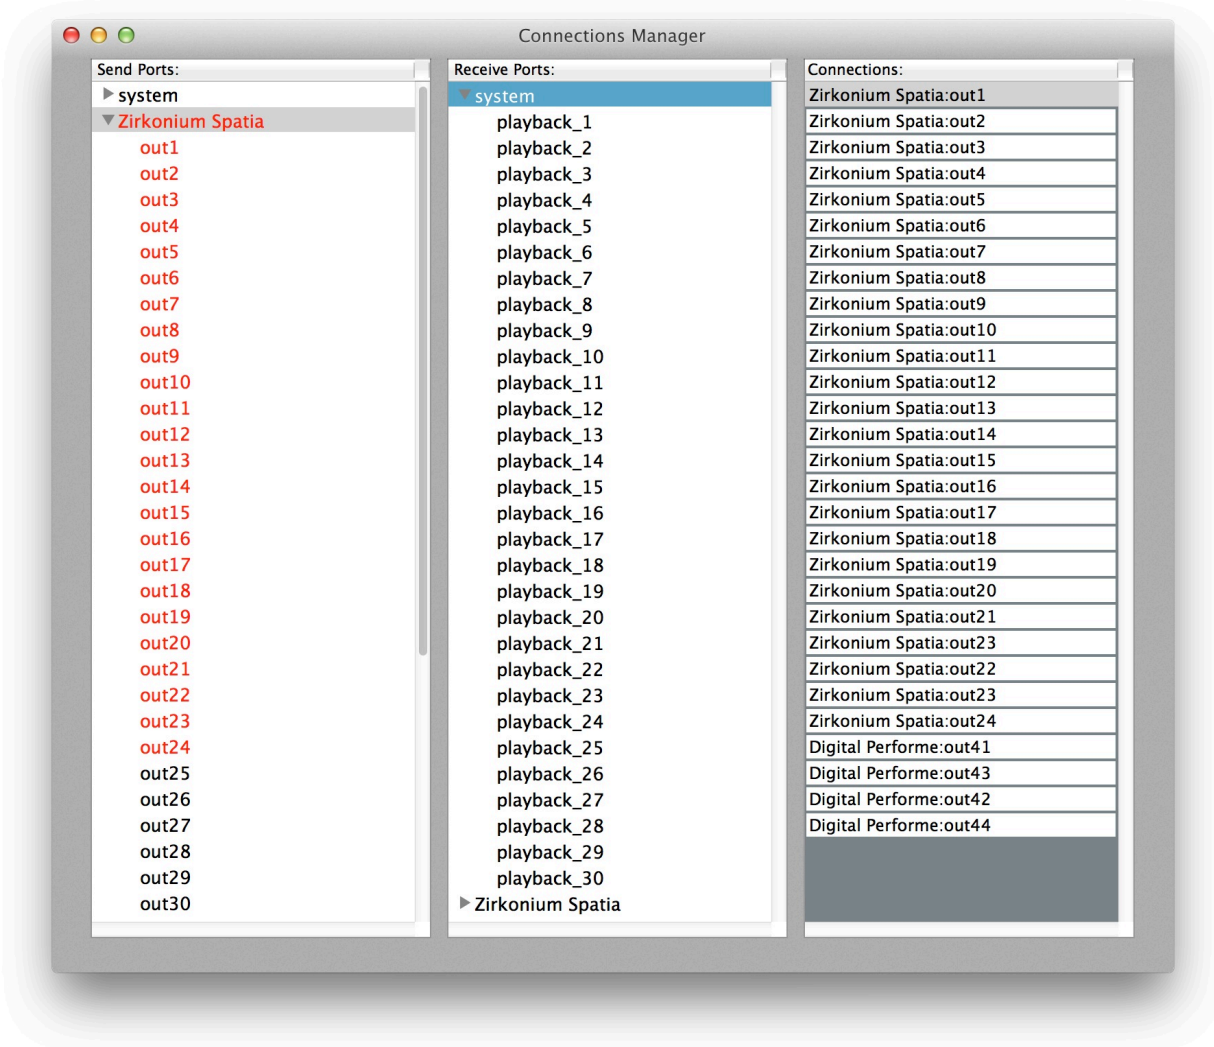 Connections Manager
Send Ports:
system
Zirkonium Spatia
out1
out2
out3
out4
out5
out6
out7
out8
out9
out10
out11
out12
out13
out14
out15
out16
out17
out18
out19
out20
out21
out22
out23
out24
out25
out26
out27
out28
out29
out30
Receive Ports:
system
playback_1
playback_2
playback_3
playback_4
playback_5
playback_6
playback_7
playback_8
playback_9
playback_10
playback_11
playback_12
playback_13
playback_14
playback_15
playback_16
playback_17
playback_18
playback_19
playback_20
playback_21
playback_22
playback_23
playback_24
playback_25
playback_26
playback_27
playback_28
playback_29
playback_30
Zirkonium Spatia
Connections:
Zirkonium Spatia:out1
Zirkonium Spatia:out2
Zirkonium Spatia:out3
Zirkonium Spatia:out4
Zirkonium Spatia:out5
Zirkonium Spatia:out6
Zirkonium Spatia:out7
Zirkonium Spatia:out8
Zirkonium Spatia:out9
Zirkonium Spatia:out10
Zirkonium Spatia:out11
Zirkonium Spatia:out12
Zirkonium Spatia:out13
Zirkonium Spatia:out14
Zirkonium Spatia:out15
Zirkonium Spatia:out16
Zirkonium Spatia:out17
Zirkonium Spatia:out18
Zirkonium Spatia:out19
Zirkonium Spatia:out20
Zirkonium Spatia:out21
Zirkonium Spatia:out23
Zirkonium Spatia:out22
Zirkonium Spatia:out23
Zirkonium Spatia:out24
Digital Performe:out41
Digital Performe:out43
Digital Performe:out42
Digital Performe:out44